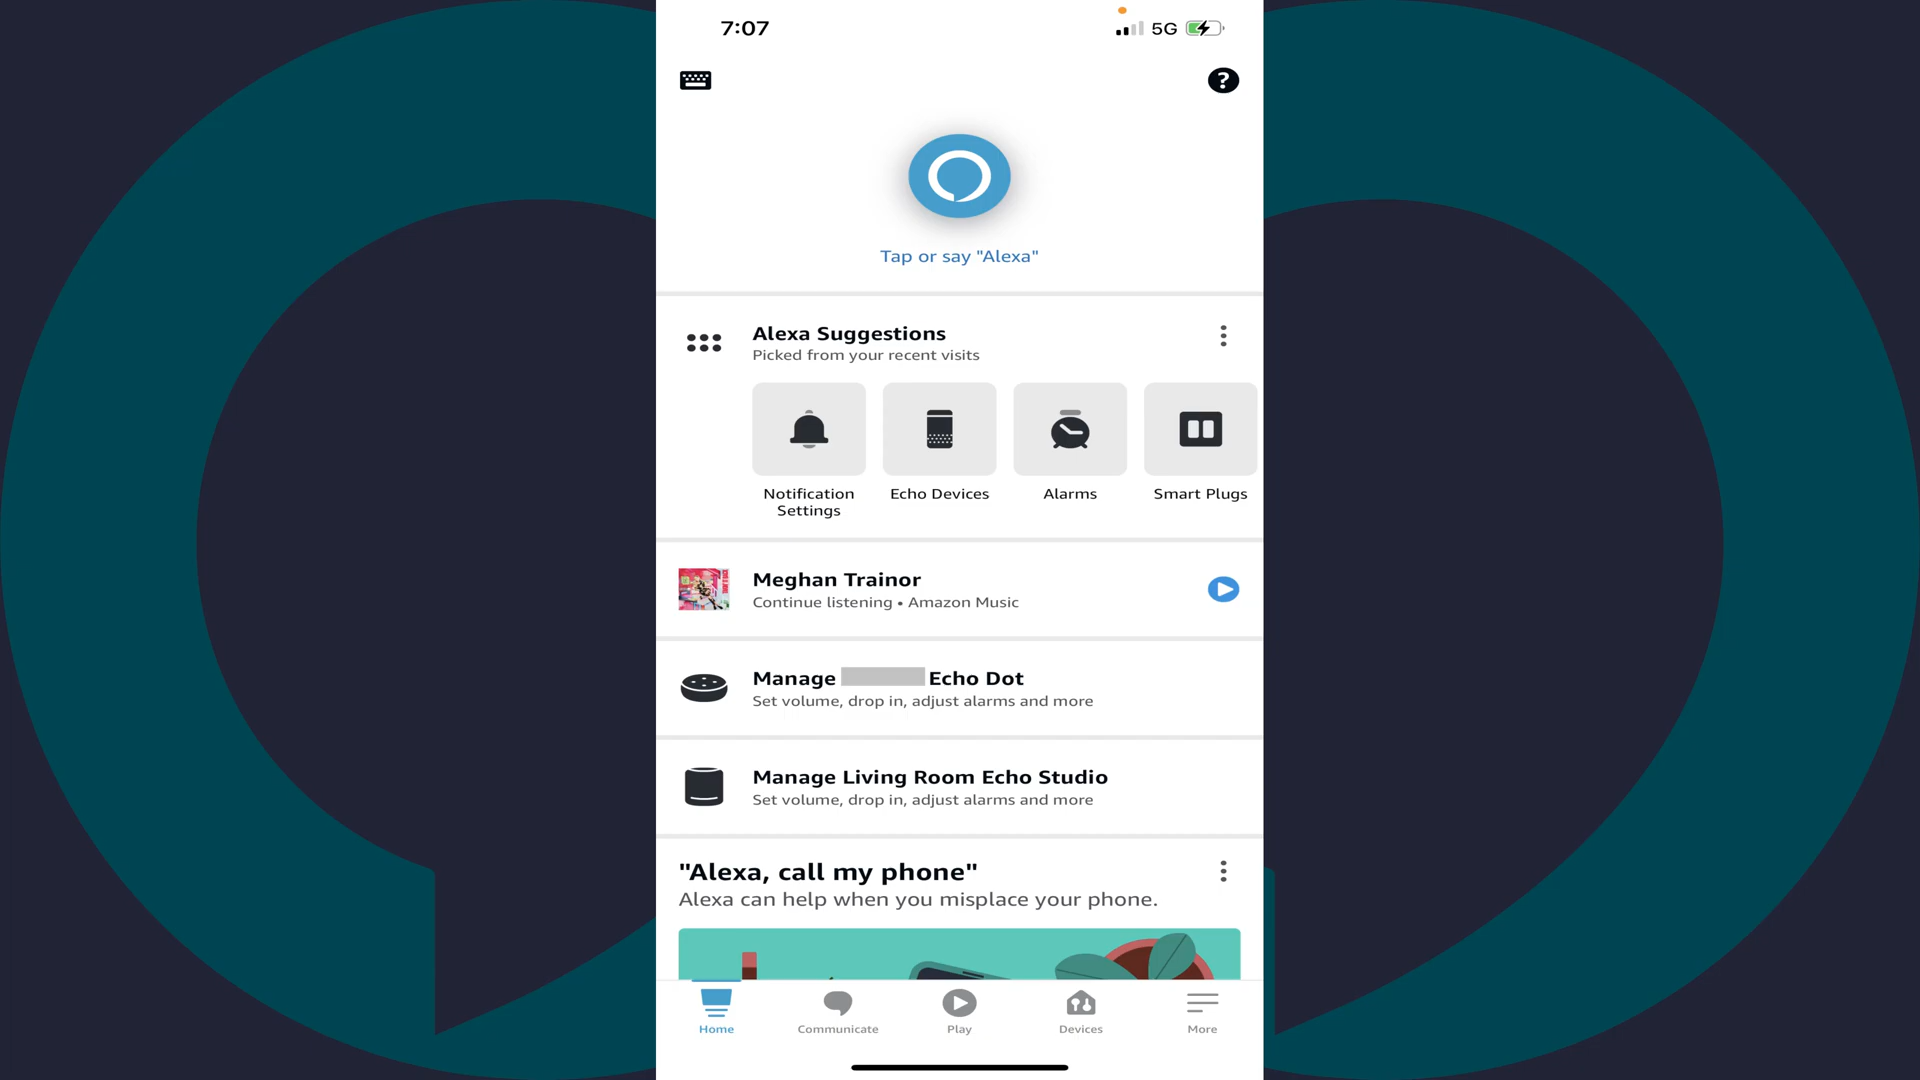 7:07
5G
?
Tap or say "Alexa"
Alexa Suggestions
Picked from your recent visits
Notification
Settings
Echo Devices
Alarms
Smart Plugs
Meghan Trainor
Continue listening • Amazon Music
Manage Echo Dot
Set volume, drop in, adjust alarms and more
Manage Living Room Echo Studio
Set volume, drop in, adjust alarms and more
"Alexa, call my phone"
Alexa can help when you misplace your phone.
Home
Communicate
Play
Devices
More